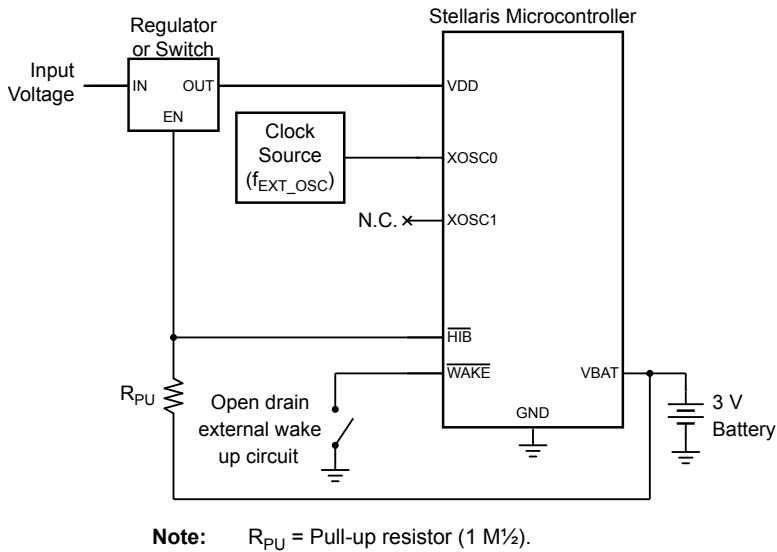 Stellaris Microcontroller
Regulator
or Switch
Input
Voltage
IN
OUT
EN
VDD
Clock
Source
(fEXT_OSC)
XOSC0
N.C.
XOSC1
HIB
WAKE
VBAT
RPU
Open drain
external wake
up circuit
GND
3 V
Battery
Note: RPU = Pull-up resistor (1 M½).